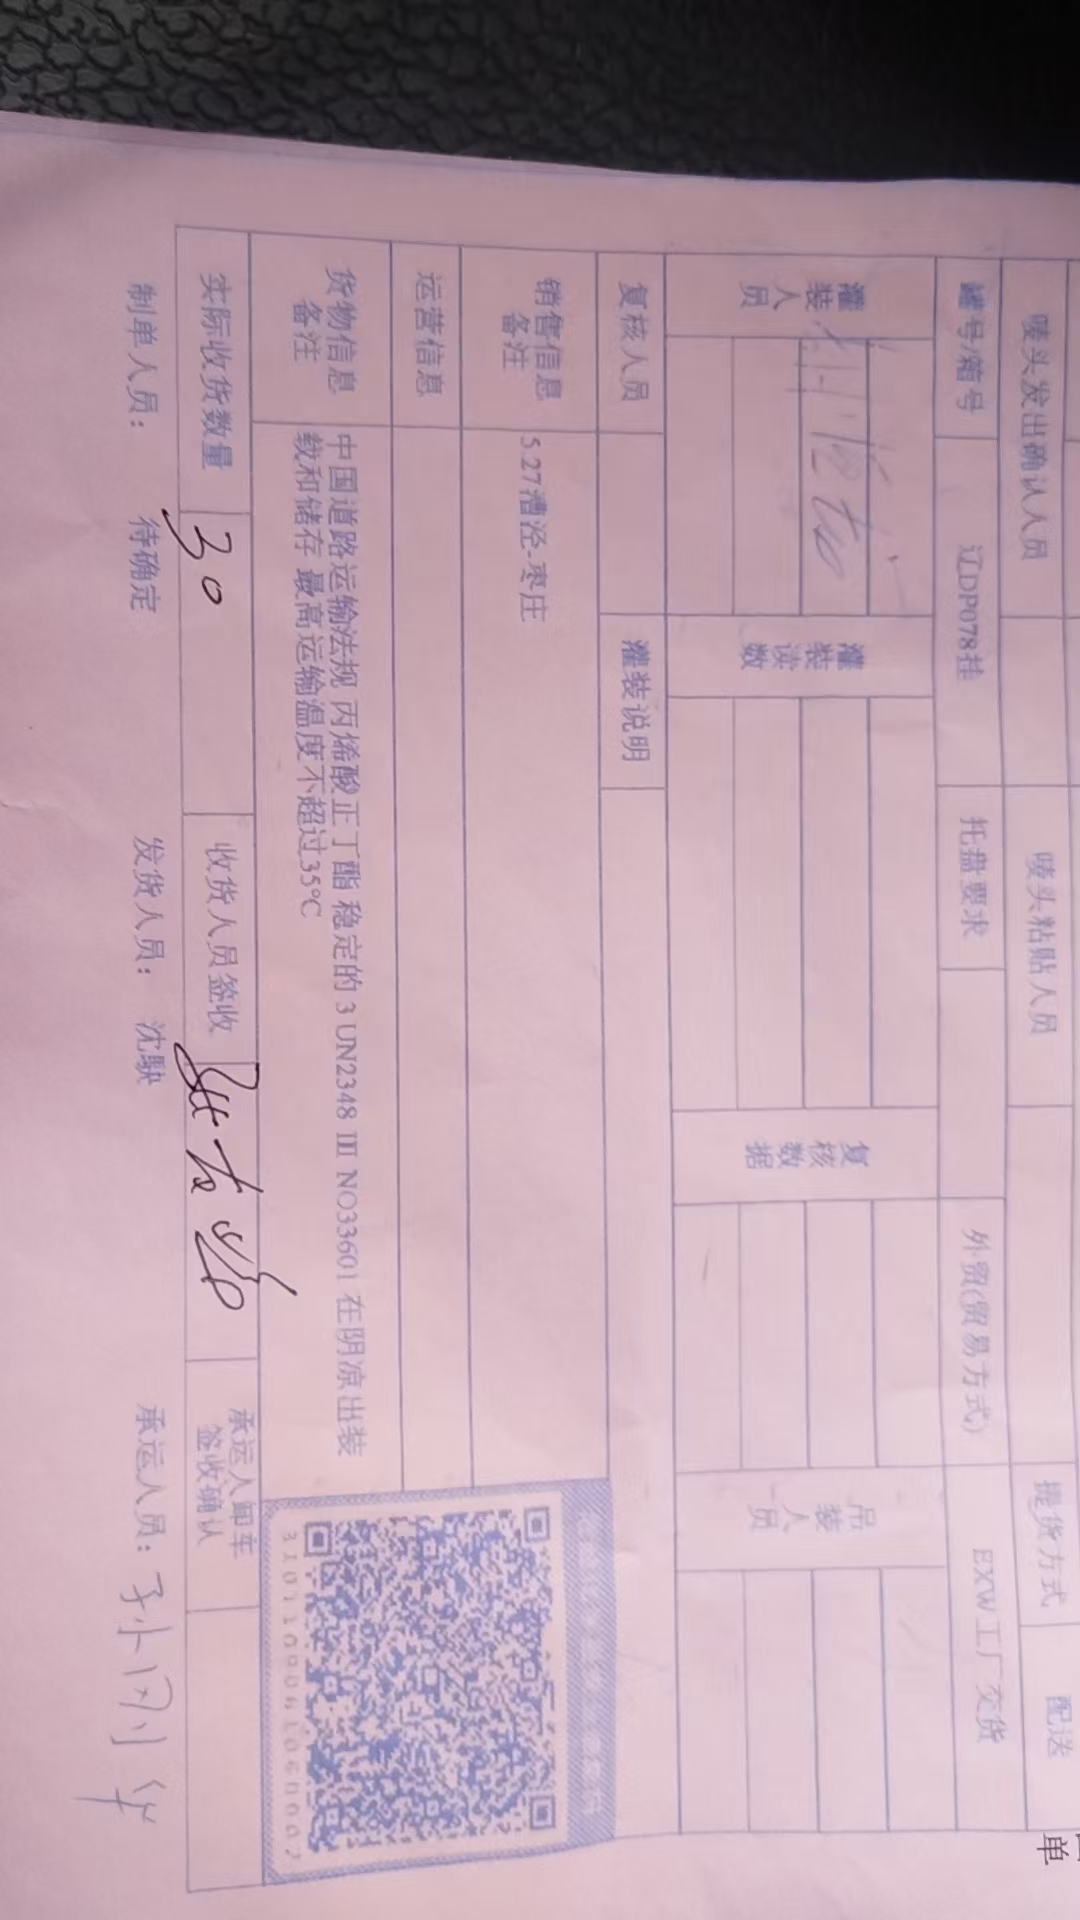 单
唛头发出确认人员 唛头粘贴人员 提货方式 配送
罐号/箱号 辽DP078挂 托盘要求 外贸(贸易方式) EXW工厂交货
灌装人员 灌装读数 复核数据 吊装人员
复核人员 灌装说明
销售信息备注 5.27漕泾-枣庄
运营信息
货物信息备注 中国道路运输法规 丙烯酸正丁酯 稳定的 3 UN2348 III NO33601 在阴凉出装
载和储存 最高运输温度不超过35°C
实际收货数量 30 收货人员签收 承运人卸车签收确认
制单人员： 待确定 发货人员： 沈駃 承运人员： 孙刚华